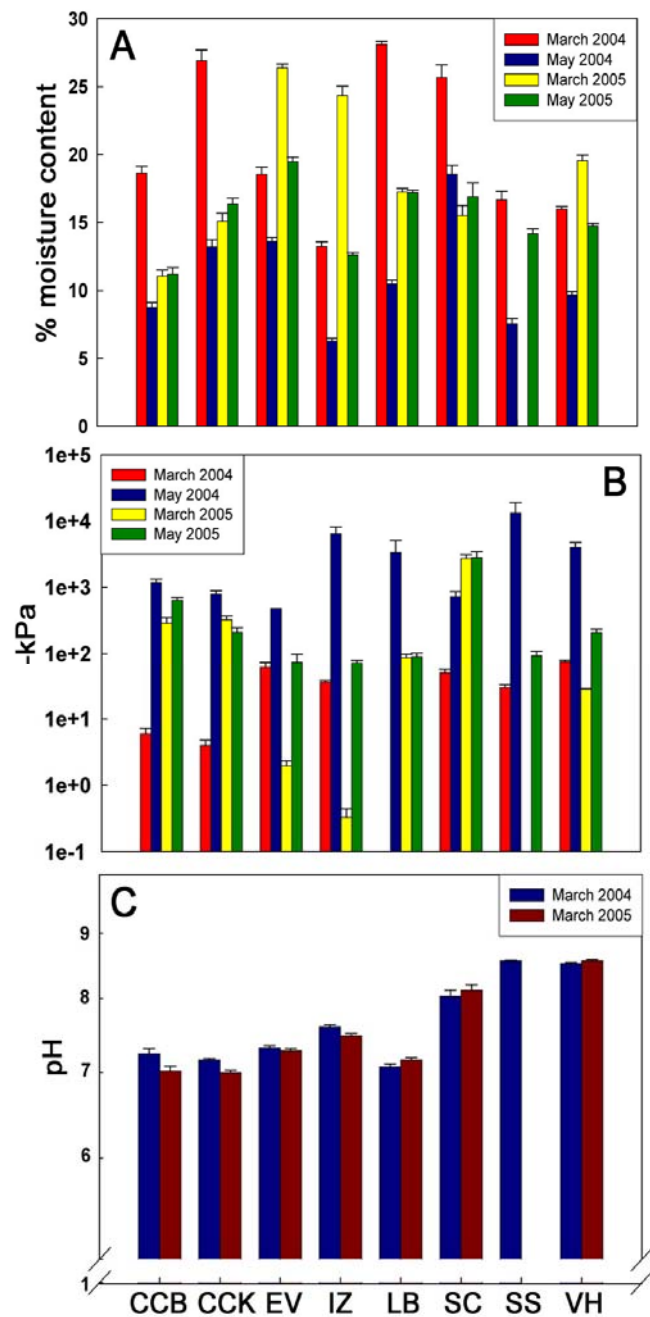 A
30
25
20
15
10
5
0
% moisture content
March 2004
May 2004
March 2005
May 2005
B
1e+5
1e+4
1e+3
1e+2
1e+1
1e+0
1e-1
-kPa
March 2004
May 2004
March 2005
May 2005
C
9
8
7
6
1
pH
March 2004
March 2005
CCB CCK EV IZ LB SC SS VH